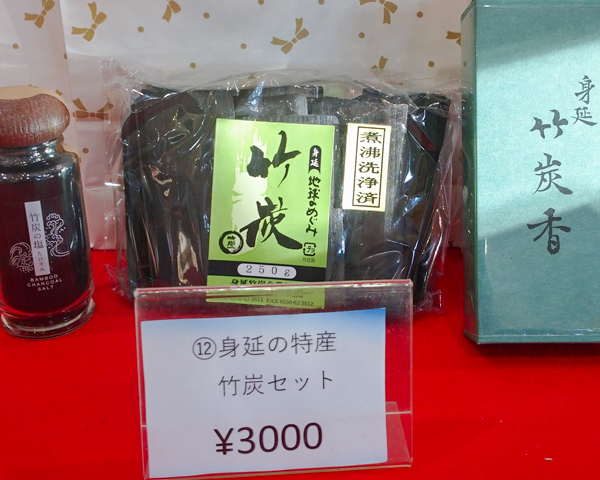 竹炭の塩
BAMBOO
CHARCOAL
SALT
身延
地球のめぐみ
竹炭
250g
煮沸洗浄済
身延
竹炭香
⑫身延の特産
竹炭セット
¥3000